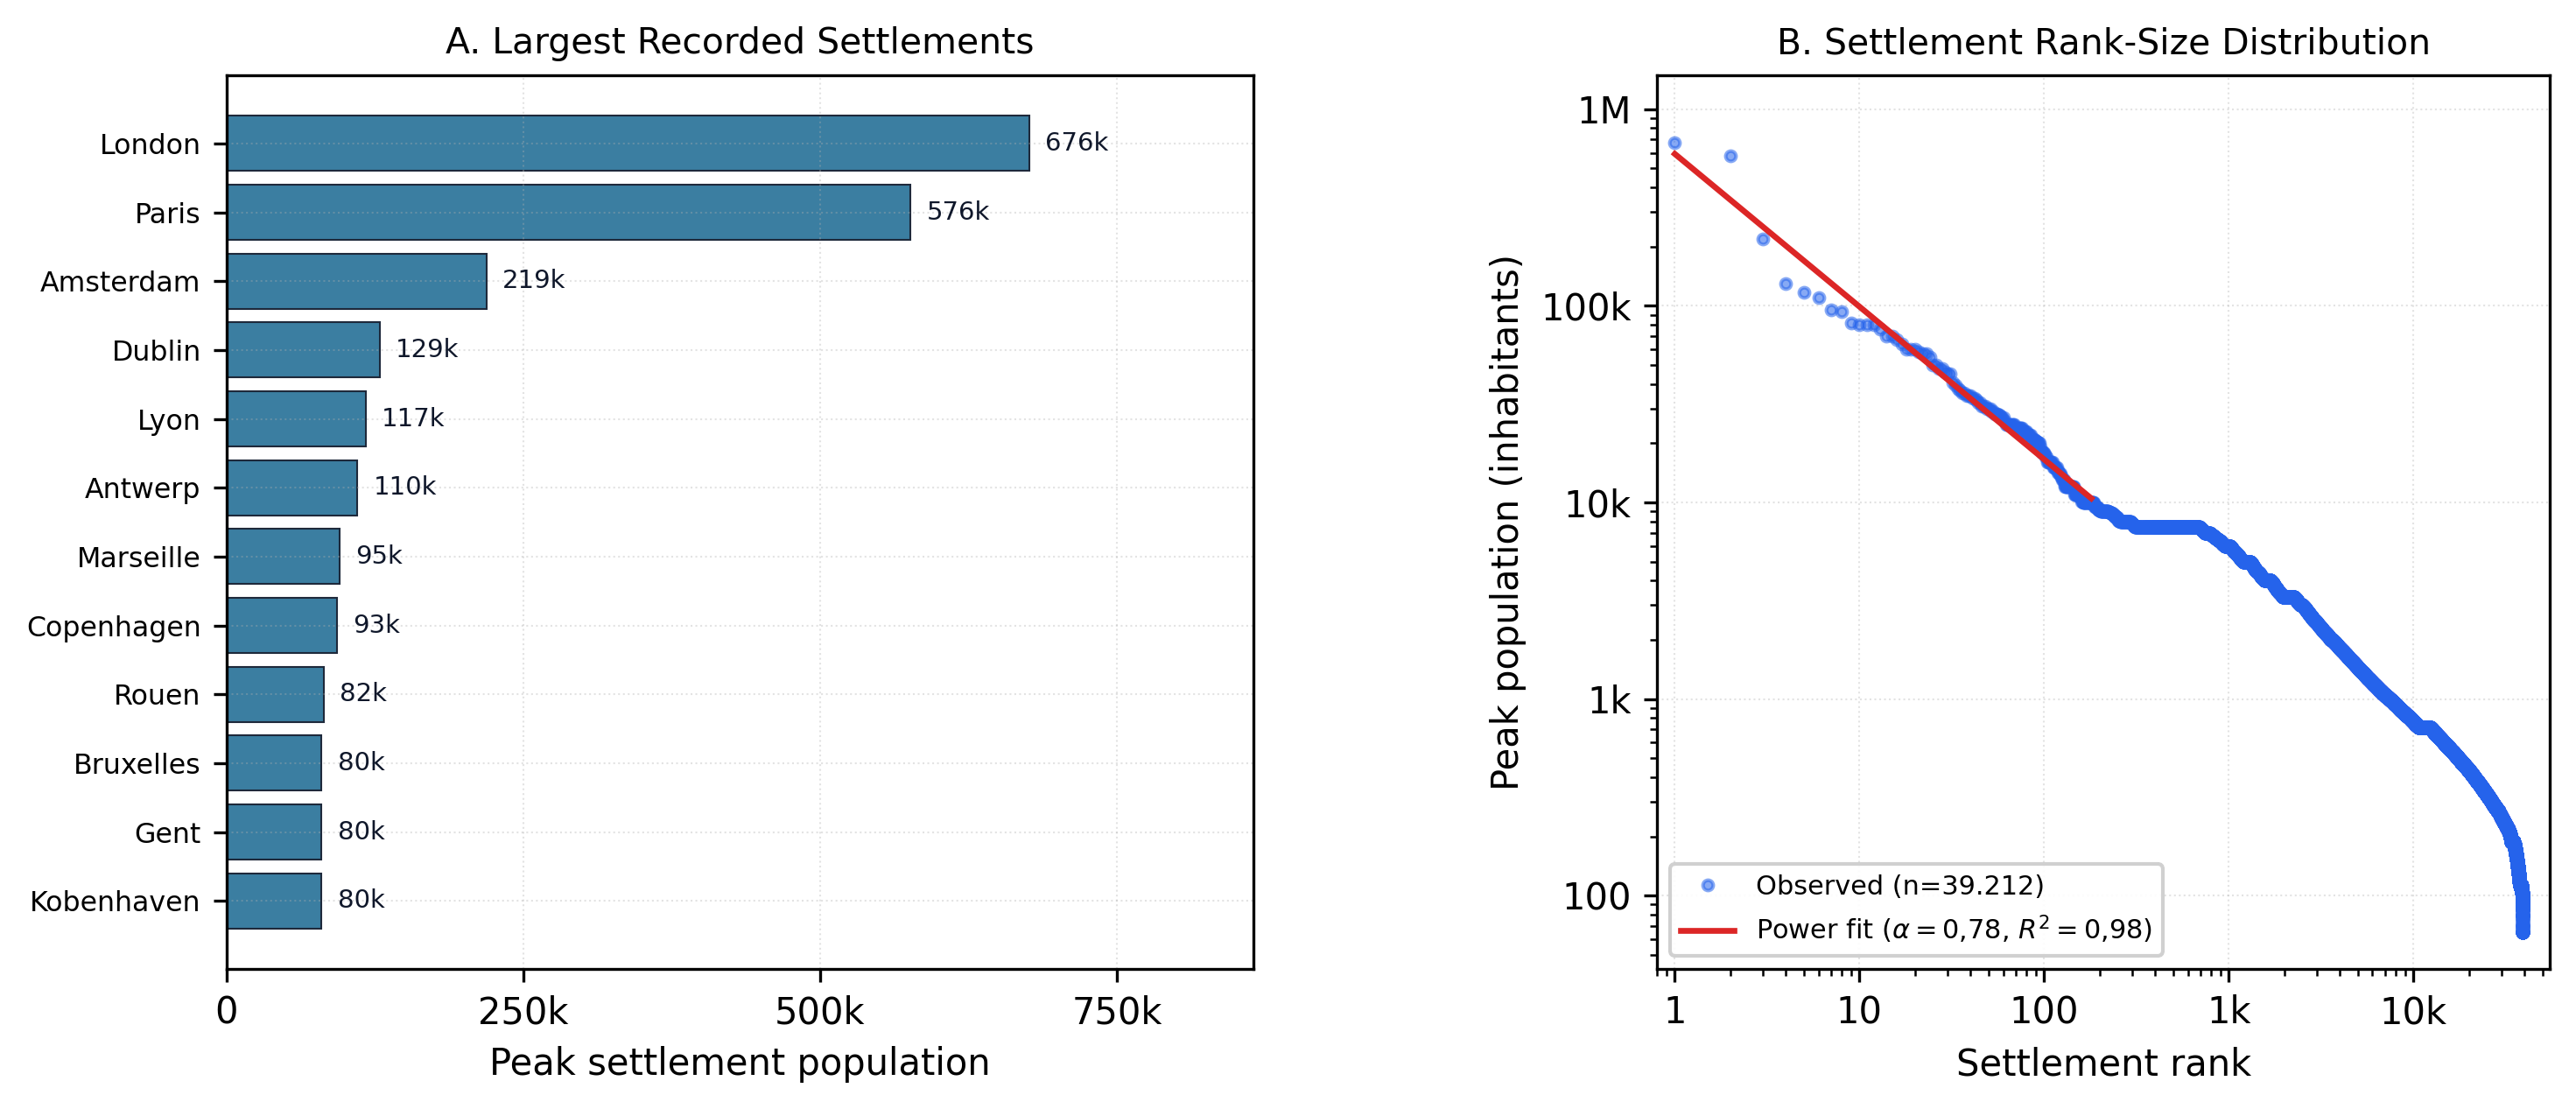 A. Largest Recorded Settlements
London
676k
Paris
576k
Amsterdam
219k
Dublin
129k
Lyon
117k
Antwerp
110k
Marseille
95k
Copenhagen
93k
Rouen
82k
Bruxelles
80k
Gent
80k
Kobenhaven
80k
0 250k 500k 750k
Peak settlement population
B. Settlement Rank-Size Distribution
Peak population (inhabitants)
1M
100k
10k
1k
100
Observed (n=39.212)
Power fit (α = 0,78, R² = 0,98)
1 10 100 1k 10k
Settlement rank